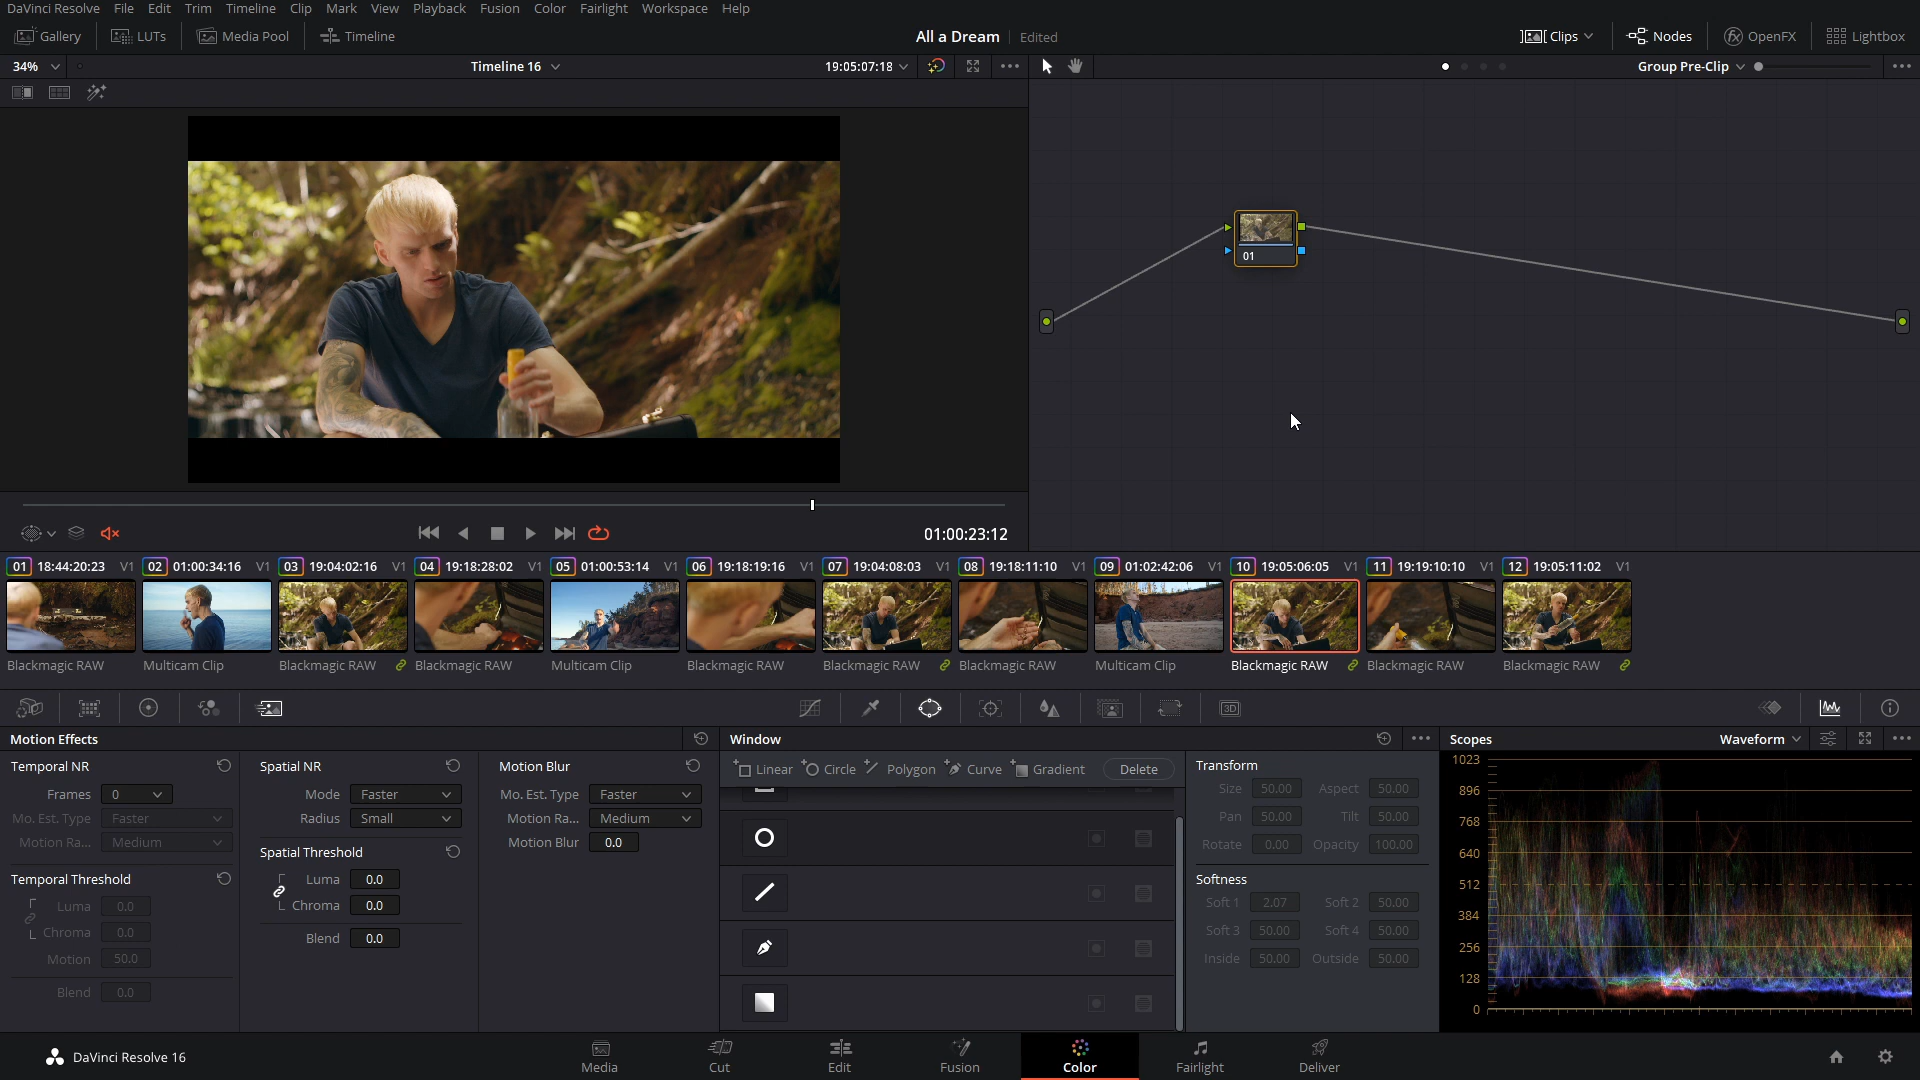 DaVinci Resolve File Edit Trim Timeline Clip Mark View Playback Fusion Color Fairlight Workspace Help
Gallery LUTs Media Pool Timeline All a Dream Edited Clips Nodes OpenFX Lightbox
34% Timeline 16 19:05:07:18 Group Pre-Clip
01
01:00:23:12
01 18:44:20:23 V1 02 01:00:34:16 V1 03 19:04:02:16 V1 04 19:18:28:02 V1 05 01:00:53:14 V1 06 19:18:19:16 V1 07 19:04:08:03 V1 08 19:18:11:10 V1 09 01:02:42:06 V1 10 19:05:06:05 V1 11 19:19:10:10 V1 12 19:05:11:02 V1
Blackmagic RAW Multicam Clip Blackmagic RAW Blackmagic RAW Multicam Clip Blackmagic RAW Blackmagic RAW Blackmagic RAW Multicam Clip Blackmagic RAW Blackmagic RAW Blackmagic RAW
3D
Motion Effects
Temporal NR
Frames 0
Mo. Est. Type Faster
Motion Ra... Medium
Temporal Threshold
Luma 0.0
Chroma 0.0
Motion 50.0
Blend 0.0
Spatial NR
Mode Faster
Radius Small
Spatial Threshold
Luma 0.0
Chroma 0.0
Blend 0.0
Motion Blur
Mo. Est. Type Faster
Motion Ra... Medium
Motion Blur 0.0
Window
Linear Circle Polygon Curve Gradient Delete
Transform
Size 50.00 Aspect 50.00
Pan 50.00 Tilt 50.00
Rotate 0.00 Opacity 100.00
Softness
Soft 1 2.07 Soft 2 50.00
Soft 3 50.00 Soft 4 50.00
Inside 50.00 Outside 50.00
Scopes Waveform
1023
896
768
640
512
384
256
128
0
DaVinci Resolve 16 Media Cut Edit Fusion Color Fairlight Deliver